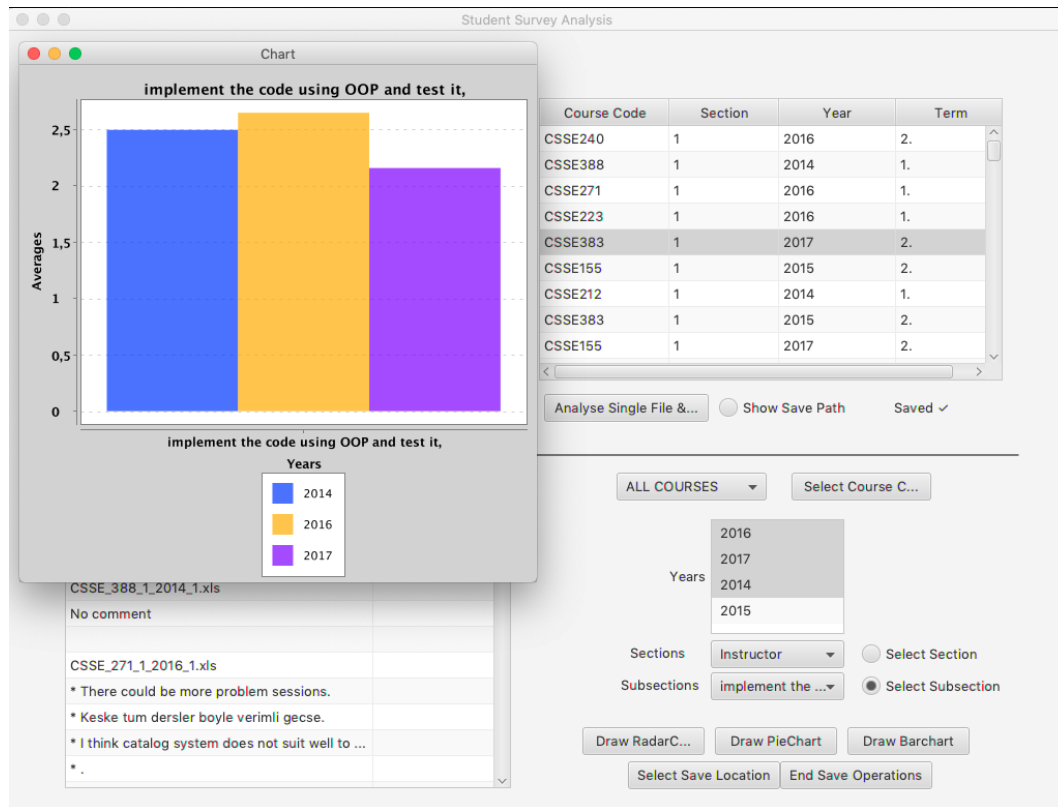 Student Survey Analysis
Chart
implement the code using OOP and test it,
2,5
2
1,5
1
0,5
0
Averages
implement the code using OOP and test it,
Years
2014
2016
2017
Course Code Section Year Term
CSSE240 1 2016 2.
CSSE388 1 2014 1.
CSSE271 1 2016 1.
CSSE223 1 2016 1.
CSSE383 1 2017 2.
CSSE155 1 2015 2.
CSSE212 1 2014 1.
CSSE383 1 2015 2.
CSSE155 1 2017 2.
Analyse Single File &... Show Save Path Saved ✓
ALL COURSES Select Course C...
Years
2016
2017
2014
2015
Sections Instructor Select Section
Subsections implement the ... Select Subsection
Draw RadarC... Draw PieChart Draw Barchart
Select Save Location End Save Operations
CSSE_388_1_2014_1.xls
No comment
CSSE_271_1_2016_1.xls
* There could be more problem sessions.
* Keske tum dersler boyle verimli gecse.
* I think catalog system does not suit well to ...
* .